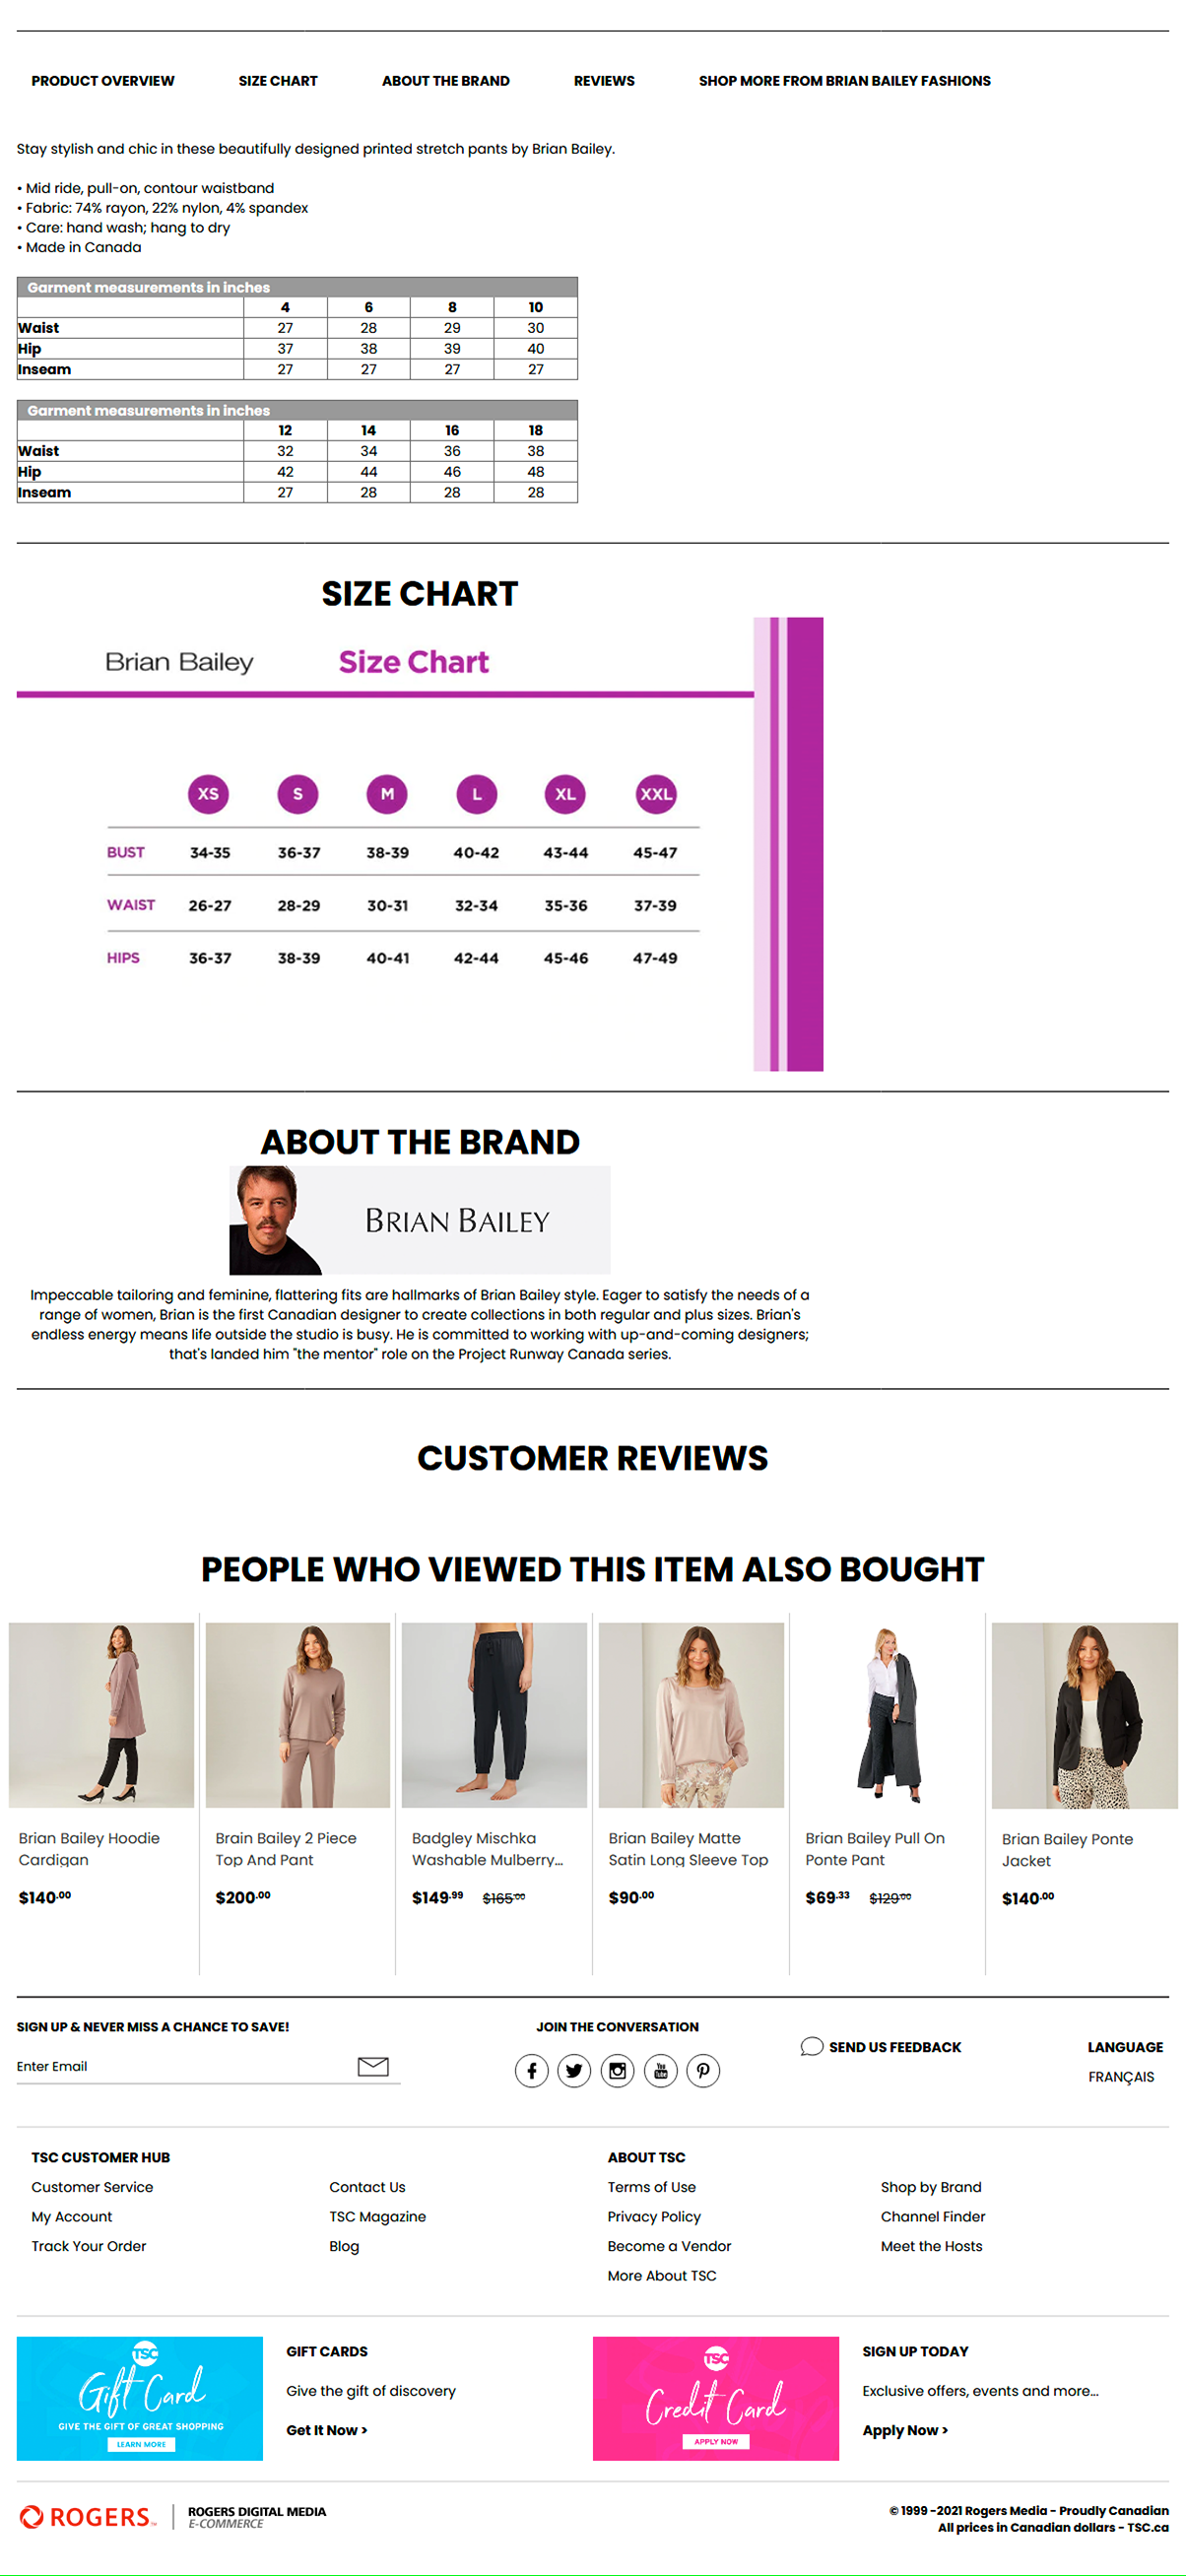 PRODUCT OVERVIEW SIZE CHART ABOUT THE BRAND REVIEWS SHOP MORE FROM BRIAN BAILEY FASHIONS
Stay stylish and chic in these beautifully designed printed stretch pants by Brian Bailey.
• Mid ride, pull-on, contour waistband
• Fabric: 74% rayon, 22% nylon, 4% spandex
• Care: hand wash; hang to dry
• Made in Canada
Garment measurements in inches
4 6 8 10
Waist 27 28 29 30
Hip 37 38 39 40
Inseam 27 27 27 27
Garment measurements in inches
12 14 16 18
Waist 32 34 36 38
Hip 42 44 46 48
Inseam 27 28 28 28
SIZE CHART
Brian Bailey Size Chart
XS S M L XL XXL
BUST 34-35 36-37 38-39 40-42 43-44 45-47
WAIST 26-27 28-29 30-31 32-34 35-36 37-39
HIPS 36-37 38-39 40-41 42-44 45-46 47-49
ABOUT THE BRAND
BRIAN BAILEY
Impeccable tailoring and feminine, flattering fits are hallmarks of Brian Bailey style. Eager to satisfy the needs of a
range of women, Brian is the first Canadian designer to create collections in both regular and plus sizes. Brian's
endless energy means life outside the studio is busy. He is committed to working with up-and-coming designers;
that's landed him "the mentor" role on the Project Runway Canada series.
CUSTOMER REVIEWS
PEOPLE WHO VIEWED THIS ITEM ALSO BOUGHT
Brian Bailey Hoodie
Cardigan
$140.00
Brain Bailey 2 Piece
Top And Pant
$200.00
Badgley Mischka
Washable Mulberry...
$149.99 $165.00
Brian Bailey Matte
Satin Long Sleeve Top
$90.00
Brian Bailey Pull On
Ponte Pant
$69.33 $129.00
Brian Bailey Ponte
Jacket
$140.00
SIGN UP & NEVER MISS A CHANCE TO SAVE!
Enter Email
JOIN THE CONVERSATION
You Tube
SEND US FEEDBACK
LANGUAGE
FRANÇAIS
TSC CUSTOMER HUB
Customer Service
My Account
Track Your Order
Contact Us
TSC Magazine
Blog
ABOUT TSC
Terms of Use
Privacy Policy
Become a Vendor
More About TSC
Shop by Brand
Channel Finder
Meet the Hosts
TSC
Gift Card
GIVE THE GIFT OF GREAT SHOPPING
LEARN MORE
GIFT CARDS
Give the gift of discovery
Get It Now >
TSC
Credit Card
APPLY NOW
SIGN UP TODAY
Exclusive offers, events and more...
Apply Now >
ROGERS™
ROGERS DIGITAL MEDIA
E-COMMERCE
© 1999 -2021 Rogers Media - Proudly Canadian
All prices in Canadian dollars - TSC.ca